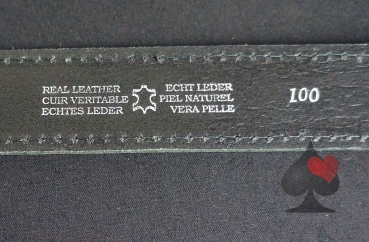 REAL LEATHER
CUIR VERITABLE
ECHTES LEDER
ECHT LEDER
PIEL NATUREL
VERA PELLE
100